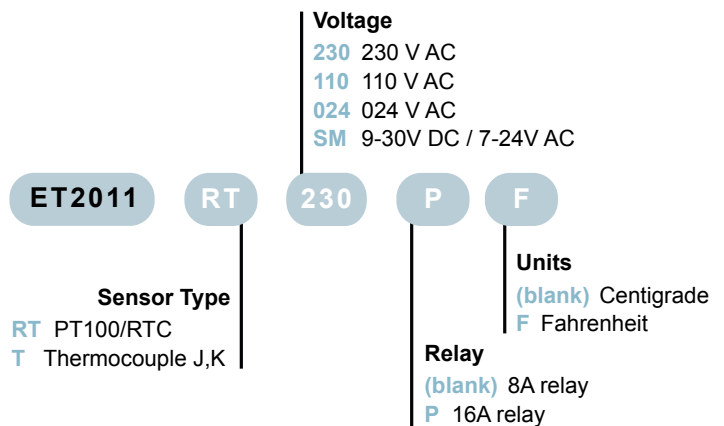 Voltage
230 230 V AC
110 110 V AC
024 024 V AC
SM 9-30V DC / 7-24V AC
ET2011 RT 230 P F
Sensor Type
RT PT100/RTC
T Thermocouple J,K
Units
(blank) Centigrade
F Fahrenheit
Relay
(blank) 8A relay
P 16A relay